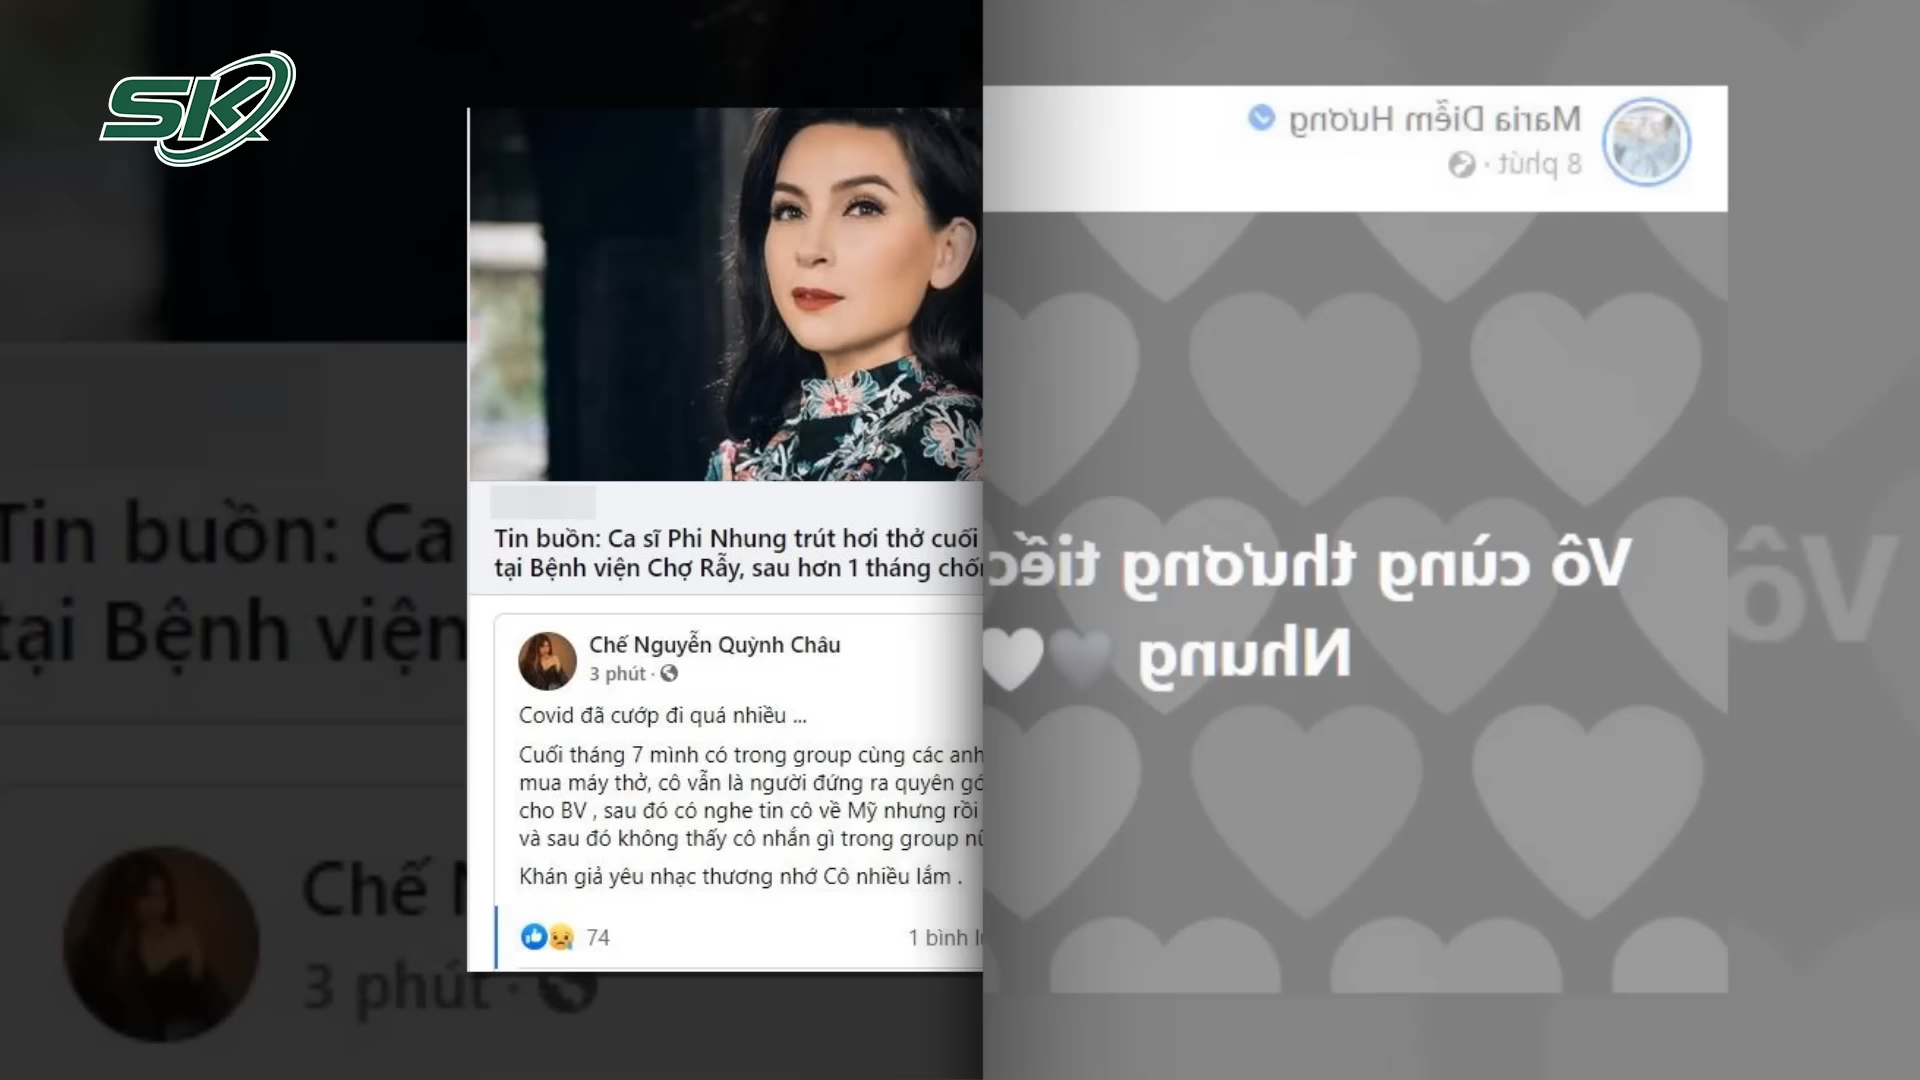 SK
Tin buồn: Ca sĩ Phi Nhung trút hơi thở cuối
tại Bệnh viện Chợ Rẫy, sau hơn 1 tháng
Chế Nguyễn Quỳnh Châu
3 phút ·
Covid đã cướp đi quá nhiều ...
Cuối tháng 7 mình có trong group cùng các anh
mua máy thở, cô vẫn là người đứng ra quyên
cho BV , sau đó có nghe tin cô về Mỹ nhưng rồi
và sau đó không thấy cô nhắn gì trong group
Khán giả yêu nhạc thương nhớ Cô nhiều lắm .
74
1 bình
Maria Diễm Hương
8 phút ·
Vô cùng thương tiếc
Nhung
Tin buồn: Ca
tại Bệnh viện
Chế
3 phút ·
Vô